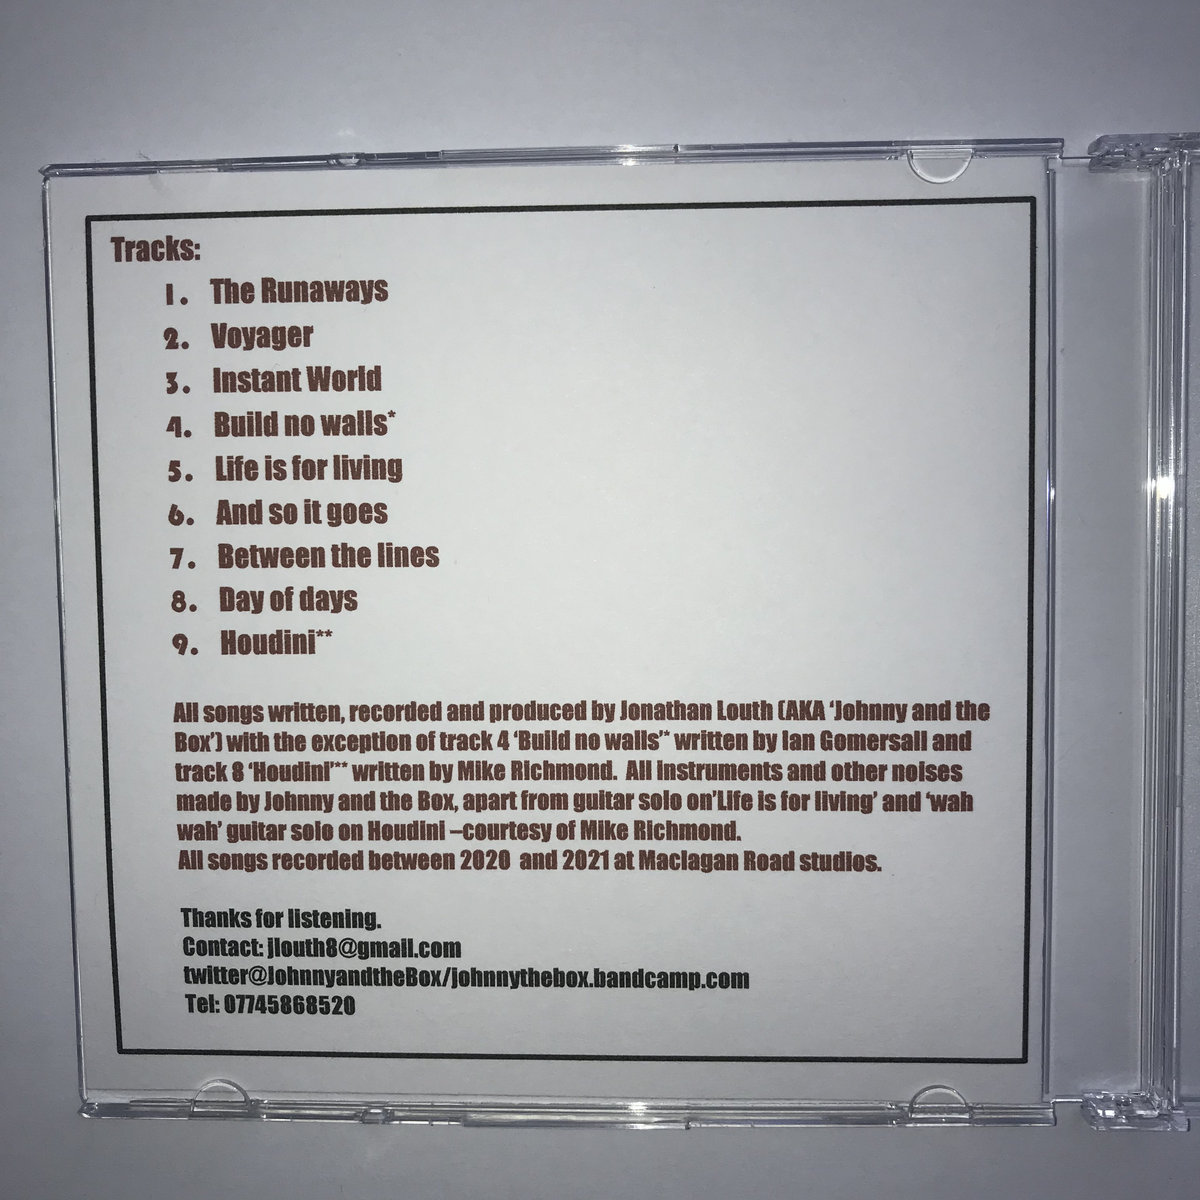 Tracks:
1. The Runaways
2. Voyager
3. Instant World
4. Build no walls*
5. Life is for living
6. And so it goes
7. Between the lines
8. Day of days
9. Houdini**
All songs written, recorded and produced by Jonathan Louth (AKA 'Johnny and the
Box') with the exception of track 4 'Build no walls'* written by Ian Gomersall and
track 8 'Houdini'** written by Mike Richmond. All instruments and other noises
made by Johnny and the Box, apart from guitar solo on'Life is for living' and 'wah
wah' guitar solo on Houdini –courtesy of Mike Richmond.
All songs recorded between 2020 and 2021 at Maclagan Road studios.
Thanks for listening.
Contact: jlouth8@gmail.com
twitter@JohnnyandtheBox/johnnythebox.bandcamp.com
Tel: 07745868520